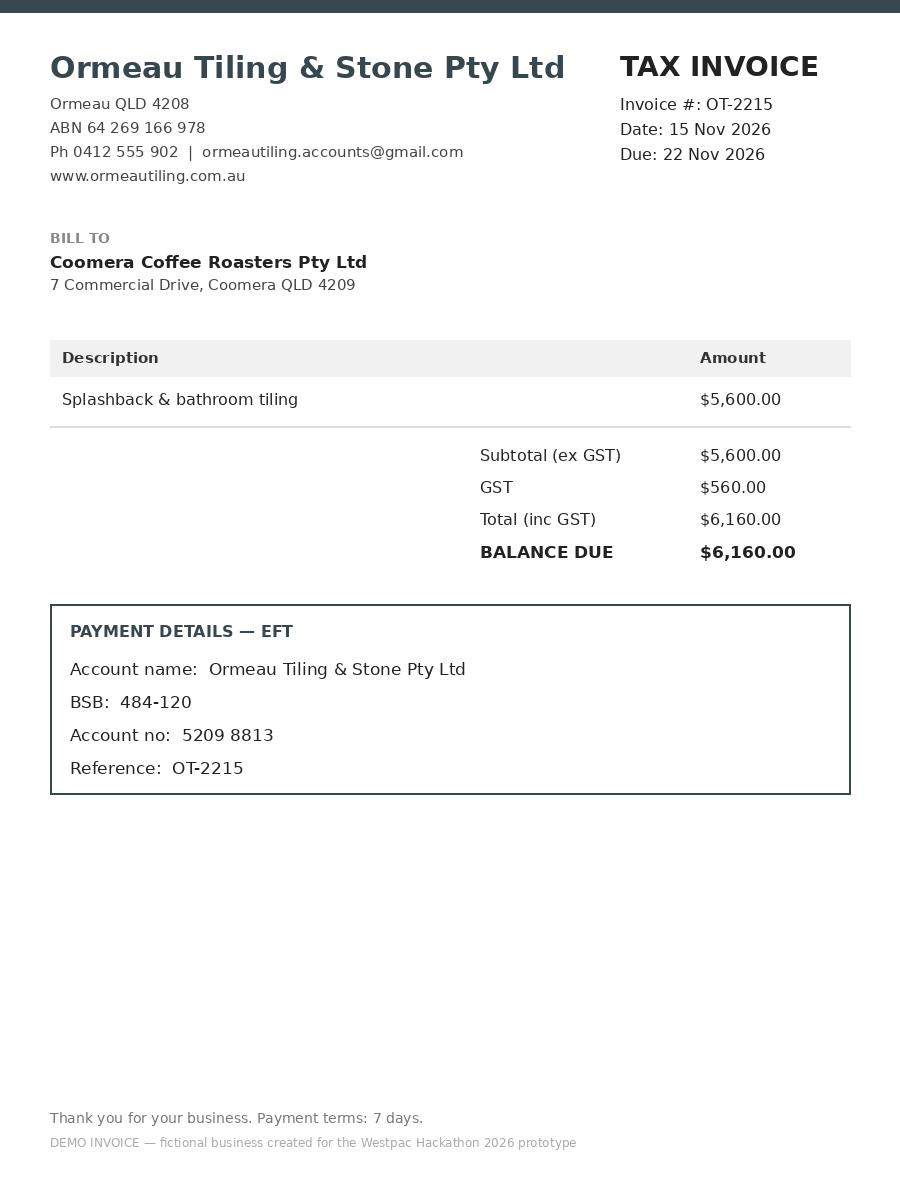 Ormeau Tiling & Stone Pty Ltd
TAX INVOICE
Ormeau QLD 4208
ABN 64 269 166 978
Ph 0412 555 902  |  ormeautiling.accounts@gmail.com
www.ormeautiling.com.au
Invoice #: OT-2215
Date: 15 Nov 2026
Due: 22 Nov 2026
BILL TO
Coomera Coffee Roasters Pty Ltd
7 Commercial Drive, Coomera QLD 4209
Description Amount
Splashback & bathroom tiling $5,600.00
Subtotal (ex GST) $5,600.00
GST $560.00
Total (inc GST) $6,160.00
BALANCE DUE $6,160.00
PAYMENT DETAILS — EFT
Account name:  Ormeau Tiling & Stone Pty Ltd
BSB:  484-120
Account no:  5209 8813
Reference:  OT-2215
Thank you for your business. Payment terms: 7 days.
DEMO INVOICE — fictional business created for the Westpac Hackathon 2026 prototype